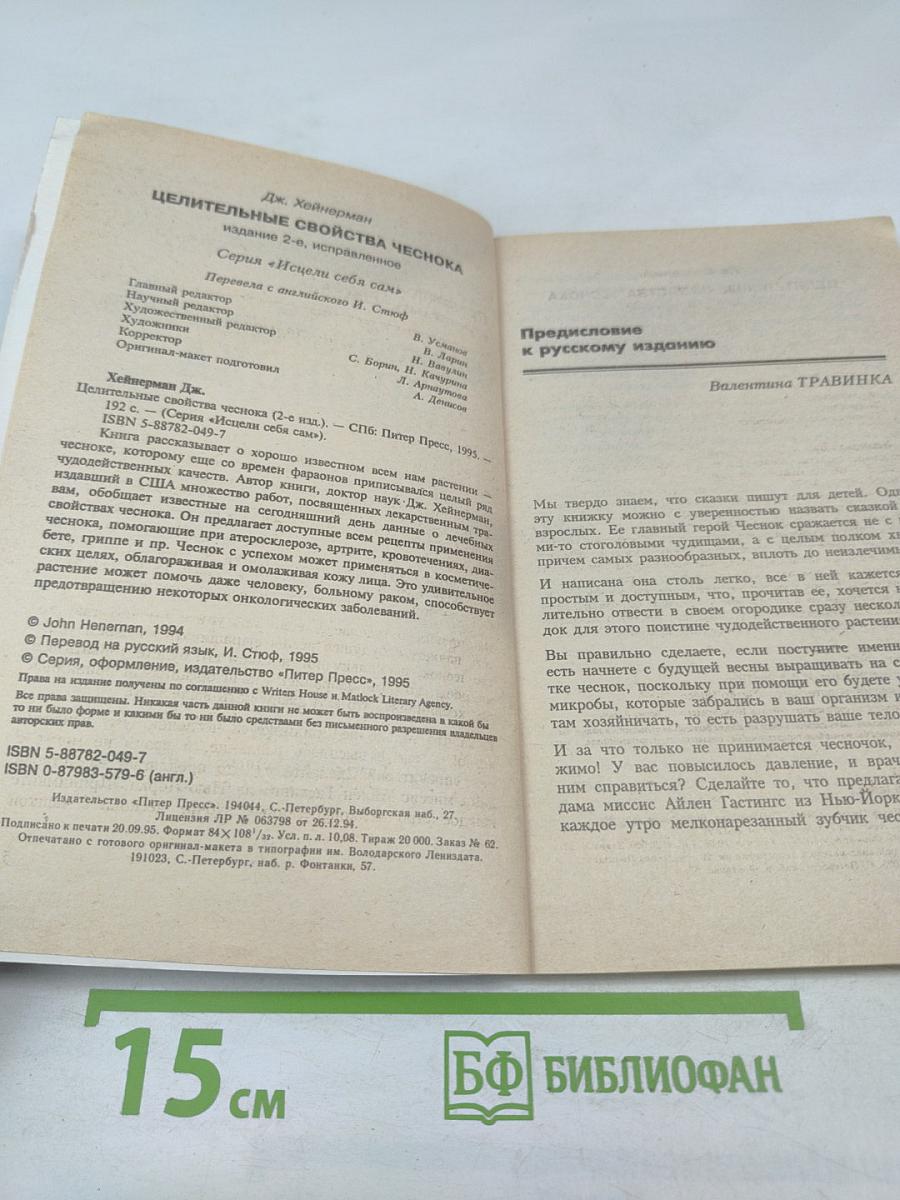 Дж. Хейнерман
ЦЕЛИТЕЛЬНЫЕ СВОЙСТВА ЧЕСНОКА
издание 2-е, исправленное
Серия «Исцели себя сам»
Перевела с английского И. Стюф
Главный редактор В. Усманов
Научный редактор В. Ларин
Художественный редактор Н. Вавулин
Художники С. Борин, Н. Качурина
Корректор Л. Арнаутова
Оригинал-макет подготовил А. Денисов
Хейнерман Дж.
Целительные свойства чеснока (2-е изд.). — СПб: Питер Пресс, 1995. —
192 с. — (Серия «Исцели себя сам»).
ISBN 5-88782-049-7
Книга рассказывает о хорошо известном всем нам растении —
чесноке, которому еще со времен фараонов приписывался целый ряд
чудодейственных качеств. Автор книги, доктор наук Дж. Хейнерман,
издавший в США множество работ, посвященных лекарственным тра-
вам, обобщает известные на сегодняшний день данные о лечебных
свойствах чеснока. Он предлагает доступные всем рецепты применения
чеснока, помогающие при атеросклерозе, артрите, кровотечениях, диа-
бете, гриппе и пр. Чеснок с успехом может применяться в косметиче-
ских целях, облагораживая и омолаживая кожу лица. Это удивительное
растение может помочь даже человеку, больному раком, способствует
предотвращению некоторых онкологических заболеваний.
© John Heneman, 1994
© Перевод на русский язык, И. Стюф, 1995
© Серия, оформление, издательство «Питер Пресс», 1995
Права на издание получены по соглашению с Writers House и Matlock Literary Agency.
Все права защищены. Никакая часть данной книги не может быть воспроизведена в какой бы
то ни было форме и какими бы то ни было средствами без письменного разрешения владельцев
авторских прав.
ISBN 5-88782-049-7
ISBN 0-87983-579-6 (англ.)
Издательство «Питер Пресс». 194044, С.-Петербург, Выборгская наб., 27.
Лицензия ЛР № 063798 от 26.12.94.
Подписано к печати 20.09.95. Формат 84×108 1/32. Усл. п. л. 10,08. Тираж 20 000. Заказ № 62.
Отпечатано с готового оригинал-макета в типографии им. Володарского Лениздата.
191023, С.-Петербург, наб. р. Фонтанки, 57.
Предисловие
к русскому изданию
Валентина ТРАВИНКА
Мы твердо знаем, что сказки пишут для детей. Одн
эту книжку можно с уверенностью назвать сказкой
взрослых. Ее главный герой Чеснок сражается не с
ми-то стоголовыми чудищами, а с целым полком хв
причем самых разнообразных, вплоть до неизлечимы
И написана она столь легко, все в ней кажется
простым и доступным, что, прочитав ее, хочется н
лительно отвести в своем огородике сразу нескол
док для этого поистине чудодейственного растени
Вы правильно сделаете, если поступите именн
есть начнете с будущей весны выращивать на с
тке чеснок, поскольку при помощи его будете у
микробы, которые забрались в ваш организм и
там хозяйничать, то есть разрушать ваше тело
И за что только не принимается чесночок,
жимо! У вас повысилось давление, и врач
ним справиться? Сделайте то, что предлага
дама миссис Айлен Гастингс из Нью-Йорк
каждое утро мелконарезанный зубчик чес
15 см
БФ БИБЛИОФАН